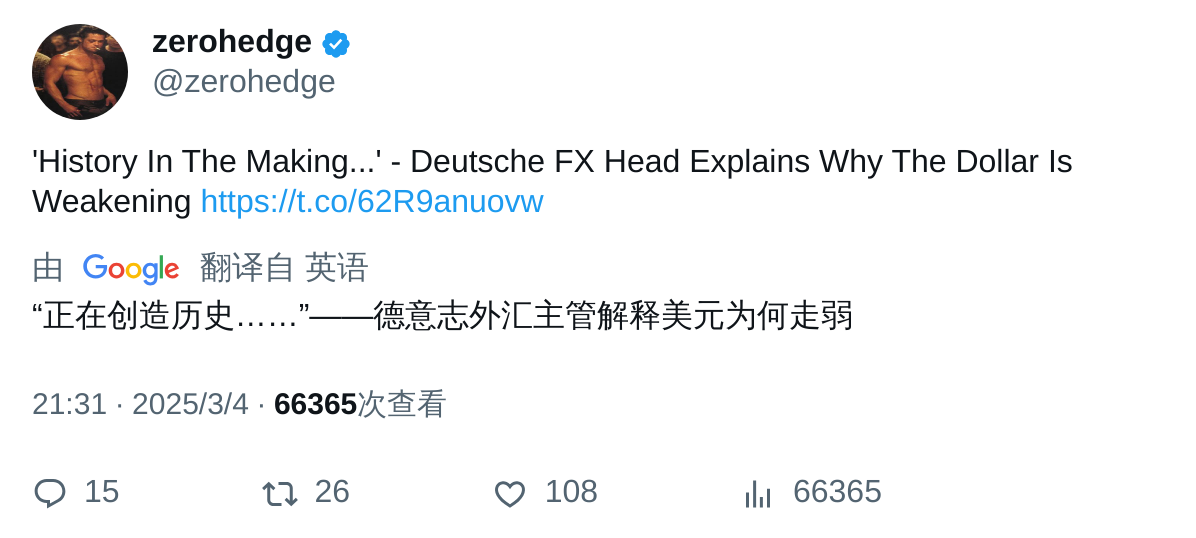 zerohedge
@zerohedge
'History In The Making...' - Deutsche FX Head Explains Why The Dollar Is
Weakening https://t.co/62R9anuovw
由 Google 翻译自 英语
“正在创造历史……”——德意志外汇主管解释美元为何走弱
21:31 · 2025/3/4 · 66365次查看
15 26 108 66365